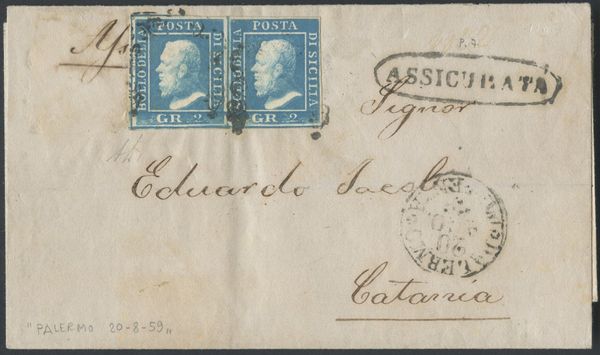 BOLLO DELLA POSTA DI SICILIA
GR. 2
BOLLO DELLA POSTA DI SICILIA
GR. 2
P. A.
ASSICURATA
Signor
Eduardo Jacob
Catania
"PALERMO 20-8-59"